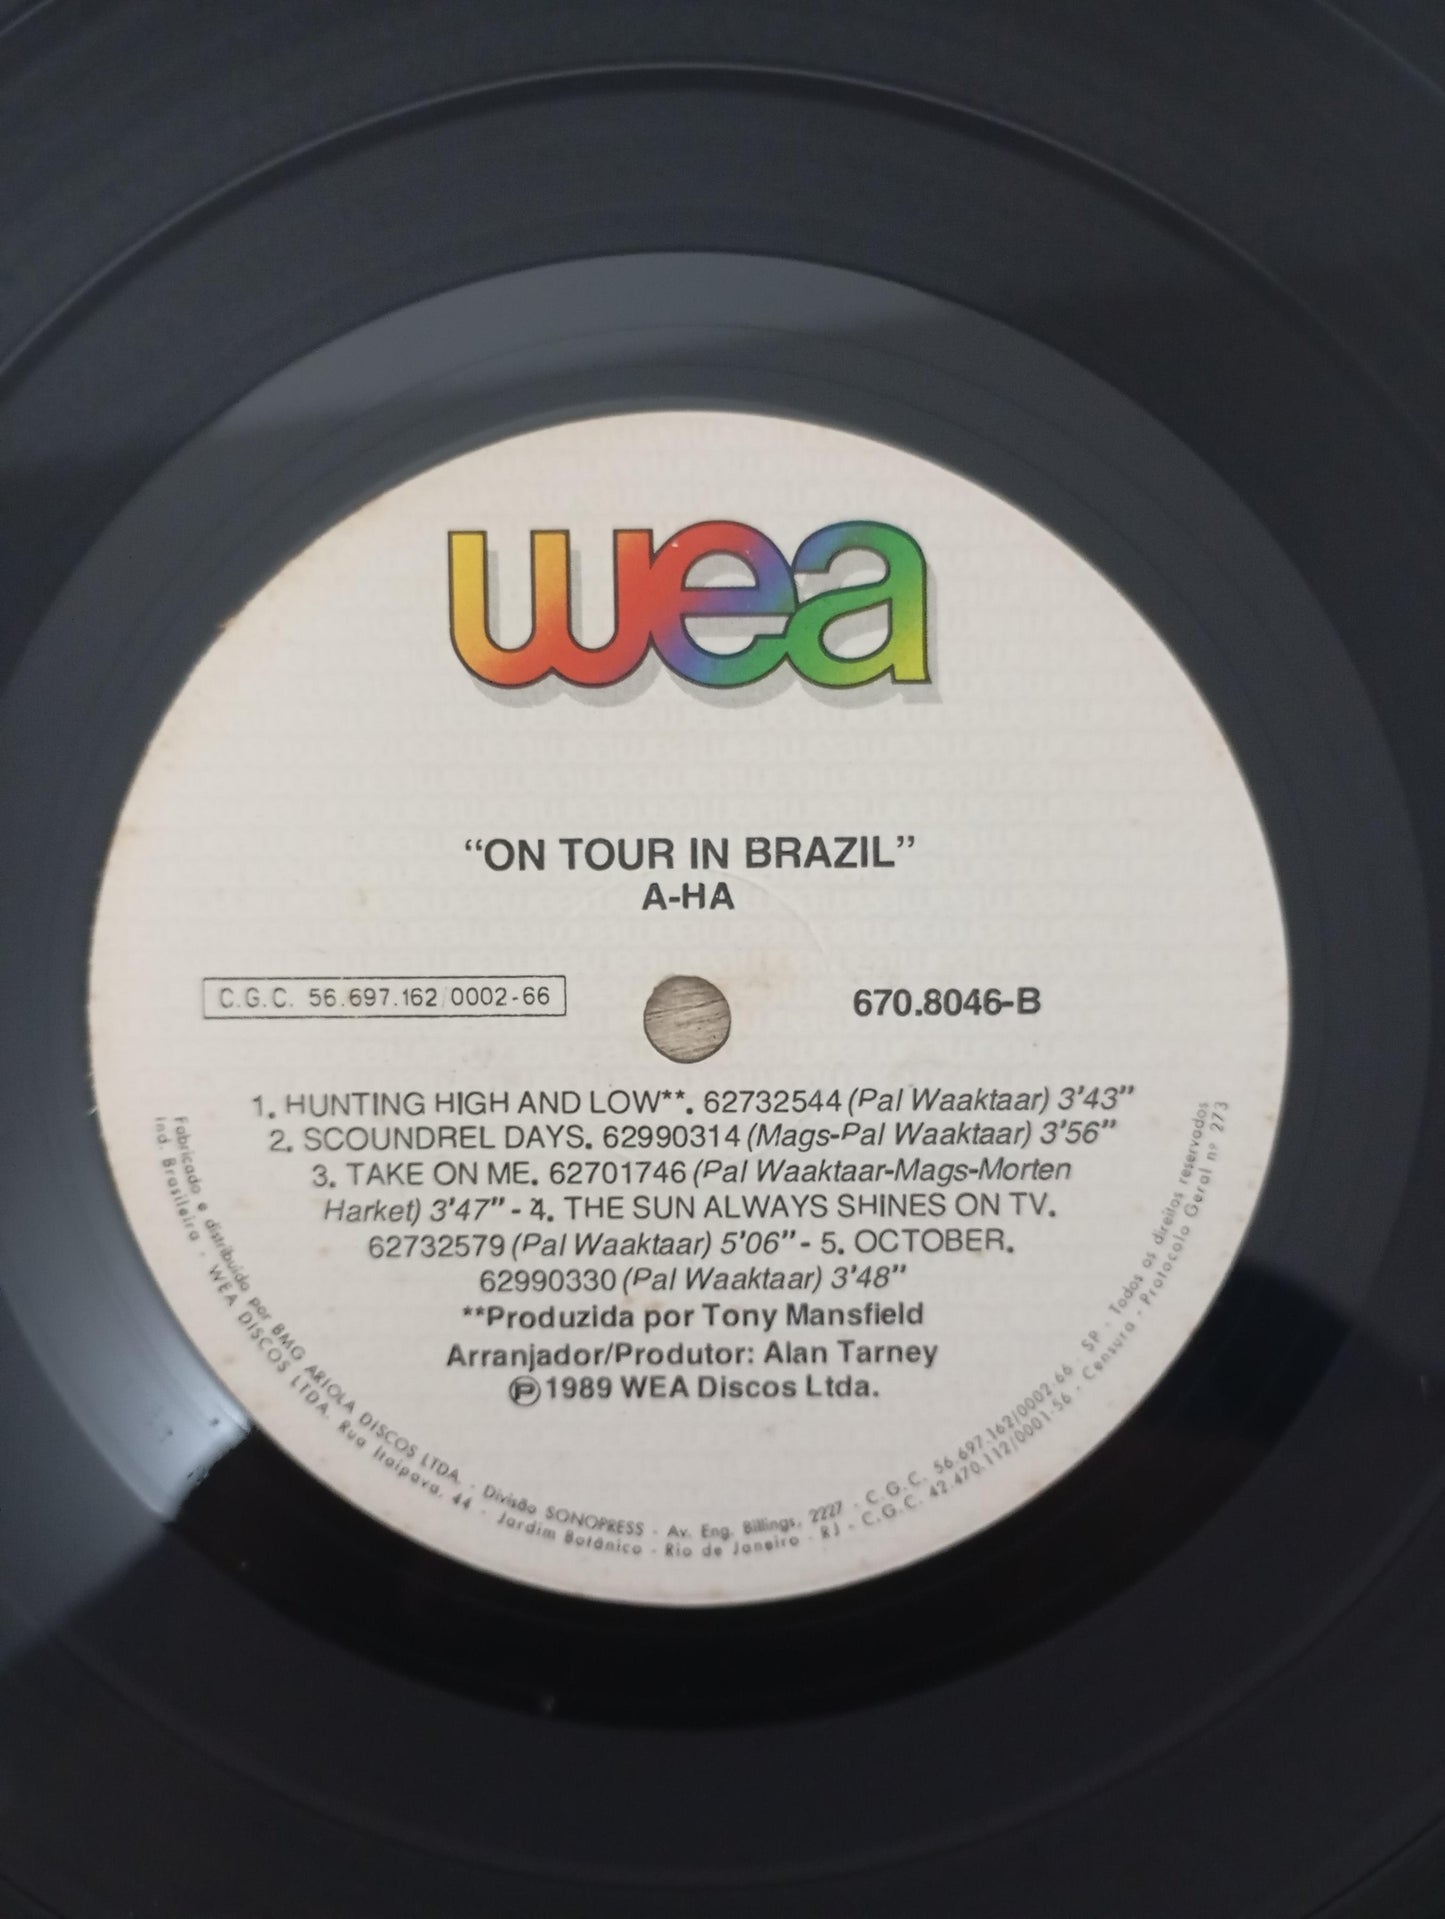 wea
“ON TOUR IN BRAZIL”
A-HA
C.G.C. 56.697.162/0002-66
670.8046-B
1. HUNTING HIGH AND LOW**. 62732544 (Pal Waaktaar) 3’43”
2. SCOUNDREL DAYS. 62990314 (Mags-Pal Waaktaar) 3’56”
3. TAKE ON ME. 62701746 (Pal Waaktaar-Mags-Morten
Harket) 3’47” - 4. THE SUN ALWAYS SHINES ON TV.
62732579 (Pal Waaktaar) 5’06” - 5. OCTOBER.
62990330 (Pal Waaktaar) 3’48”
**Produzida por Tony Mansfield
Arranjador/Produtor: Alan Tarney
Ⓟ 1989 WEA Discos Ltda.
Fabricado e distribuído por BMG ARIOLA DISCOS LTDA. - Divisão SONOPRESS - Av. Eng. Billings, 2227 - C.G.C. 56.697.162/0002-66 - SP - Todos os direitos reservados
Ind. Brasileira - WEA DISCOS LTDA. Rua Itaipava, 44 - Jardim Botânico - Rio de Janeiro - RJ - C.G.C. 42.470.112/0001-56 - Censura - Protocolo Geral nº 273